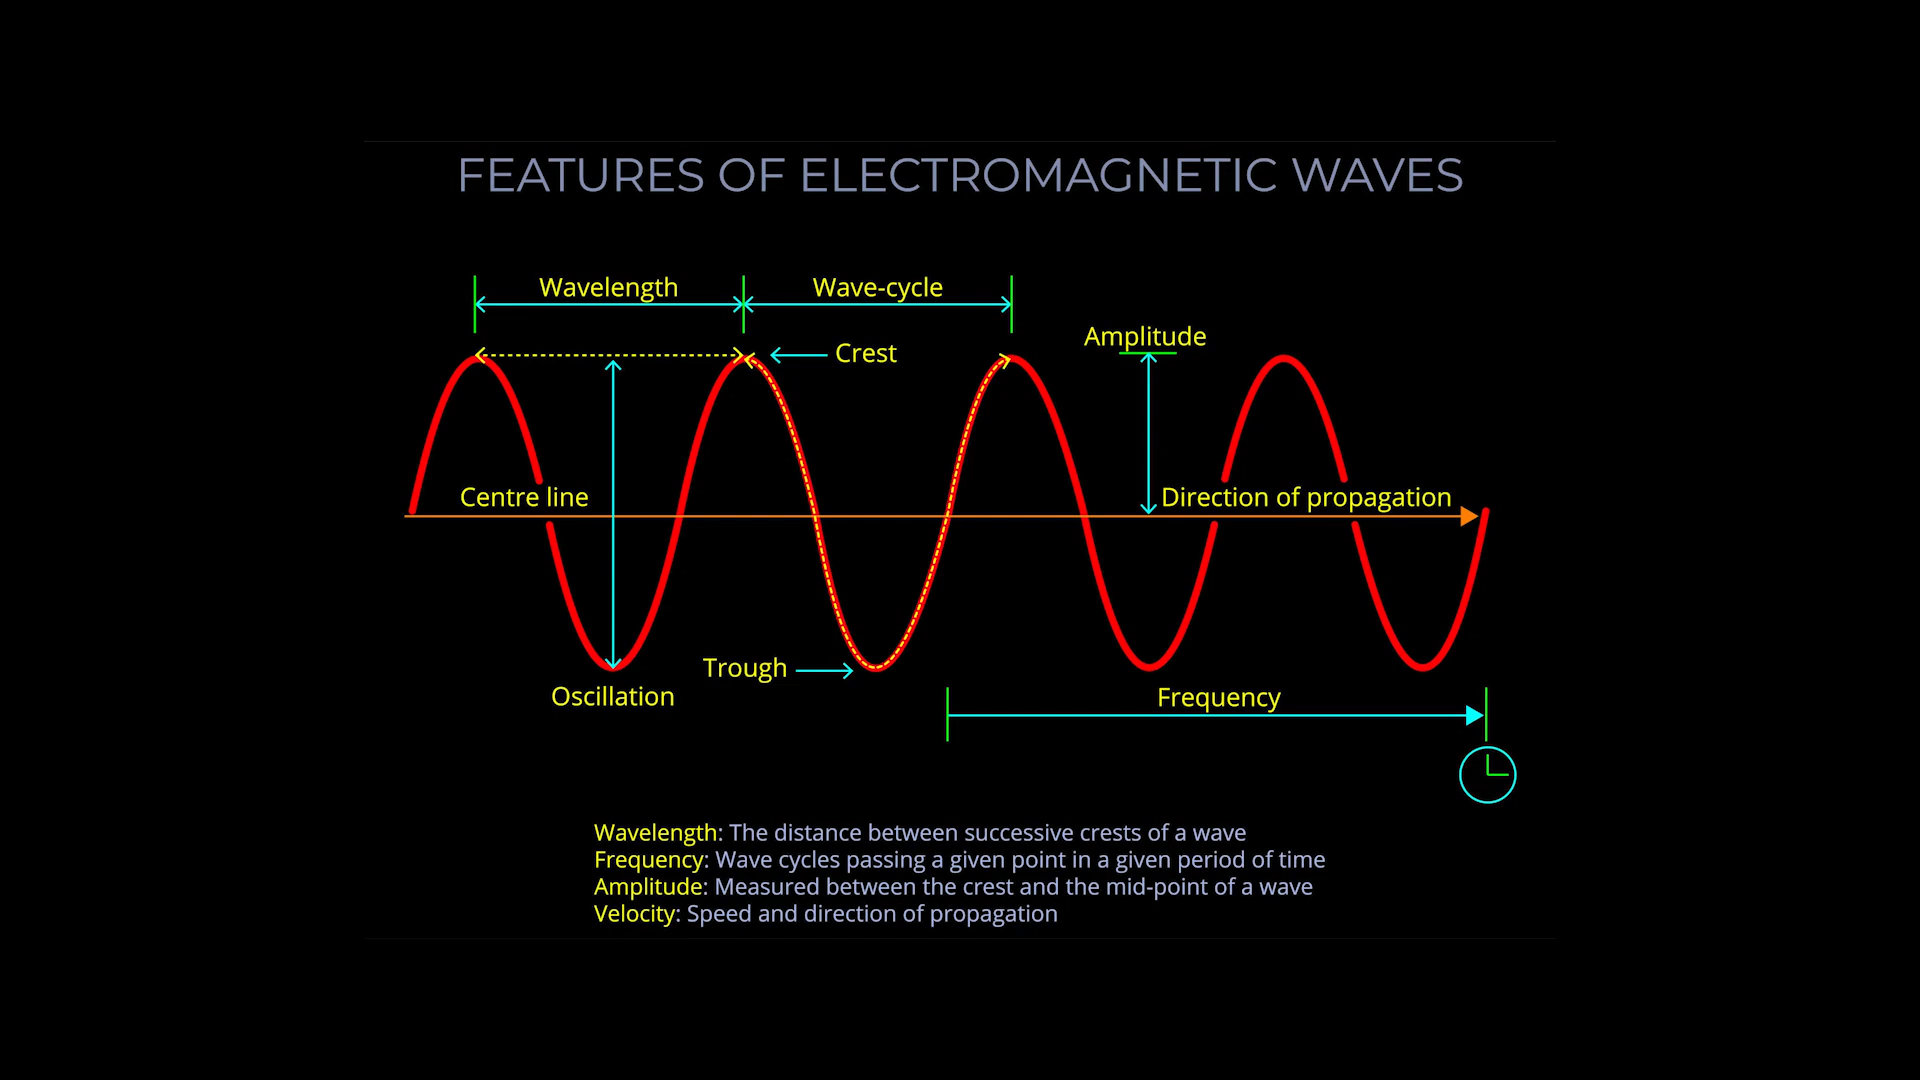 FEATURES OF ELECTROMAGNETIC WAVES
Wavelength
Wave-cycle
Amplitude
Crest
Centre line
Direction of propagation
Trough
Oscillation
Frequency
Wavelength: The distance between successive crests of a wave
Frequency: Wave cycles passing a given point in a given period of time
Amplitude: Measured between the crest and the mid-point of a wave
Velocity: Speed and direction of propagation